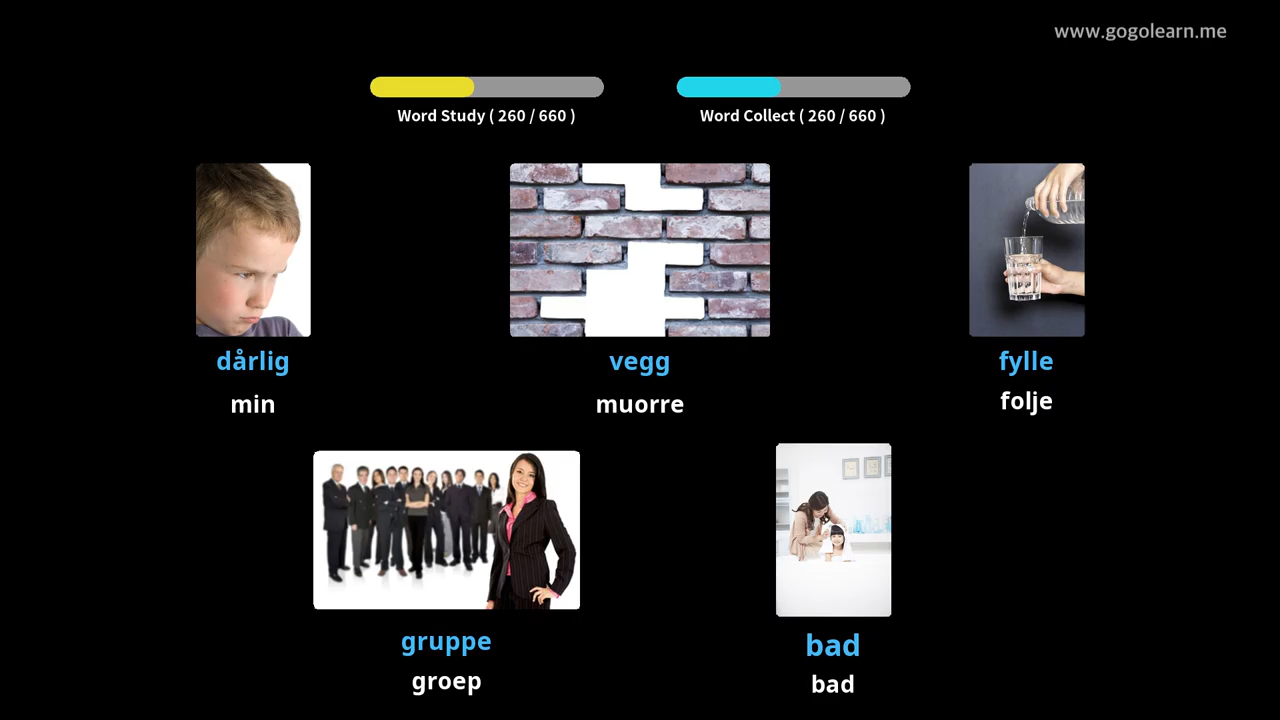 www.gogolearn.me
Word Study ( 260 / 660 )
Word Collect ( 260 / 660 )
dårlig
min
vegg
muorre
fylle
folje
gruppe
groep
bad
bad